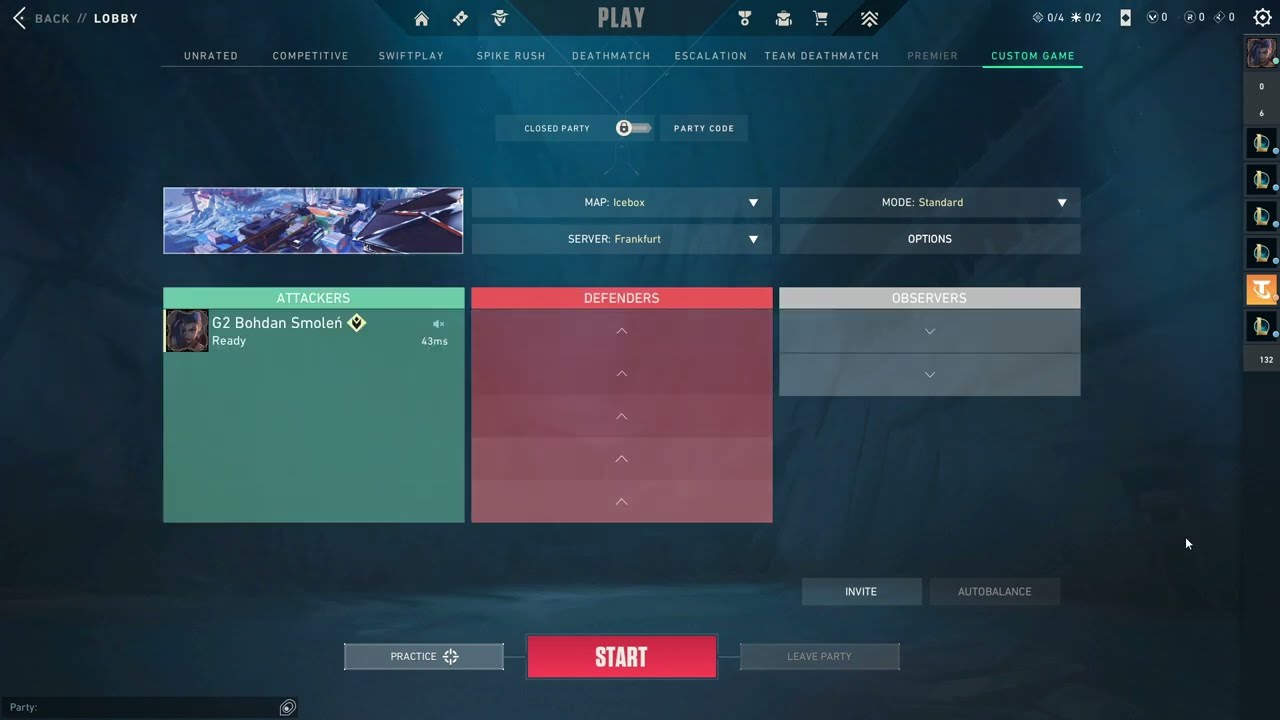 BACK // LOBBY
PLAY
0/4 0/2
0 0 0
UNRATED COMPETITIVE SWIFTPLAY SPIKE RUSH DEATHMATCH ESCALATION TEAM DEATHMATCH PREMIER CUSTOM GAME
0
6
CLOSED PARTY PARTY CODE
MAP: Icebox MODE: Standard
SERVER: Frankfurt OPTIONS
ATTACKERS DEFENDERS OBSERVERS
G2 Bohdan Smoleń
Ready 43ms
132
INVITE AUTOBALANCE
PRACTICE START LEAVE PARTY
Party: